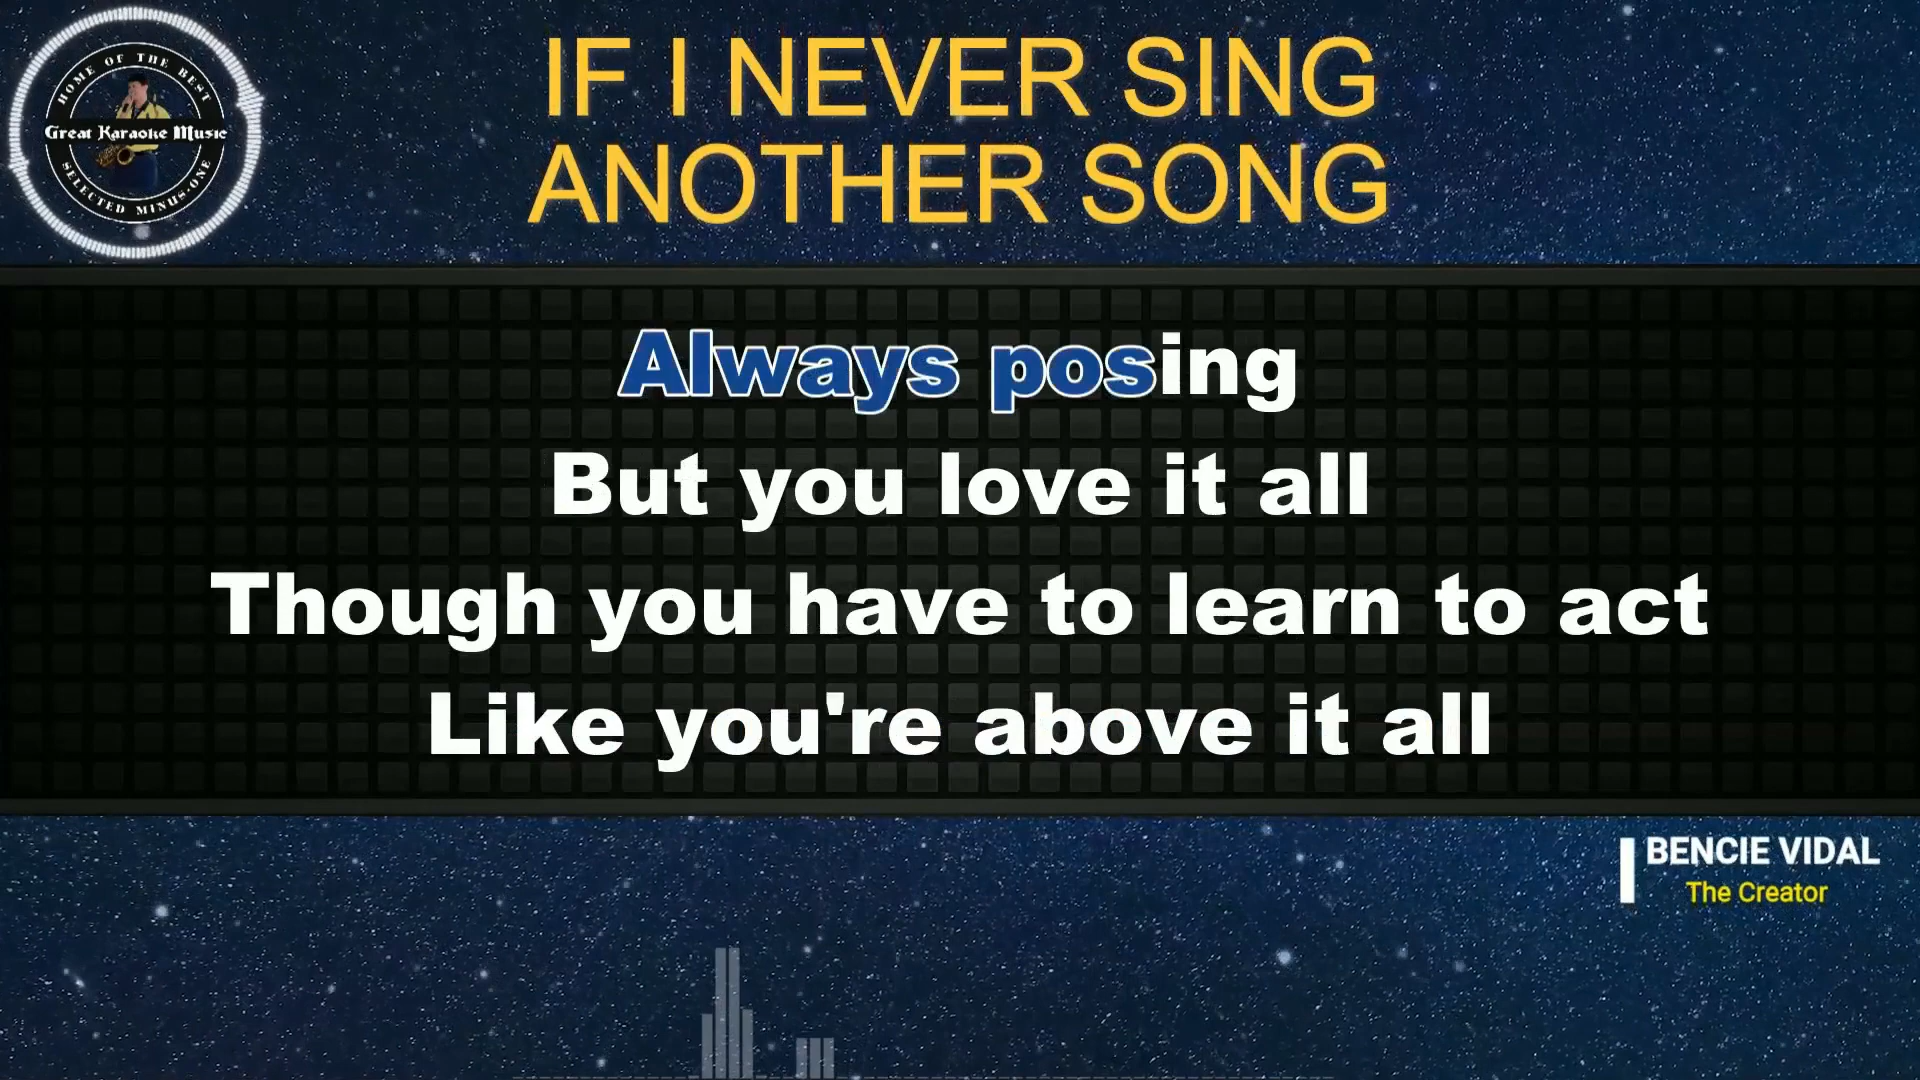 HOME OF THE BEST
Great Karaoke Music
SELECTED MINUS-ONE
IF I NEVER SING
ANOTHER SONG
Always posing
But you love it all
Though you have to learn to act
Like you're above it all
BENCIE VIDAL
The Creator